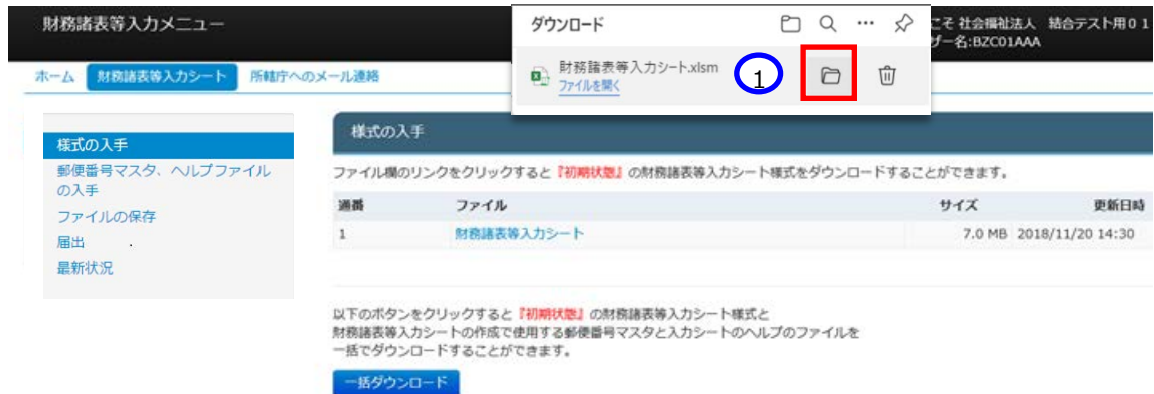 財務諸表等入力メニュー
ダウンロード
こそ 社会福祉法人 結合テスト用01
ザー名:BZC01AAA
ホーム 財務諸表等入力シート 所轄庁へのメール連絡
財務諸表等入力シート.xlsm
ファイルを開く
1
様式の入手
郵便番号マスタ、ヘルプファイル
の入手
ファイルの保存
届出
最新状況
様式の入手
ファイル欄のリンクをクリックすると『初期状態』の財務諸表等入力シート様式をダウンロードすることができます。
通番 ファイル サイズ 更新日時
1 財務諸表等入力シート 7.0 MB 2018/11/20 14:30
以下のボタンをクリックすると『初期状態』の財務諸表等入力シート様式と
財務諸表等入力シートの作成で使用する郵便番号マスタと入力シートのヘルプのファイルを
一括でダウンロードすることができます。
一括ダウンロード